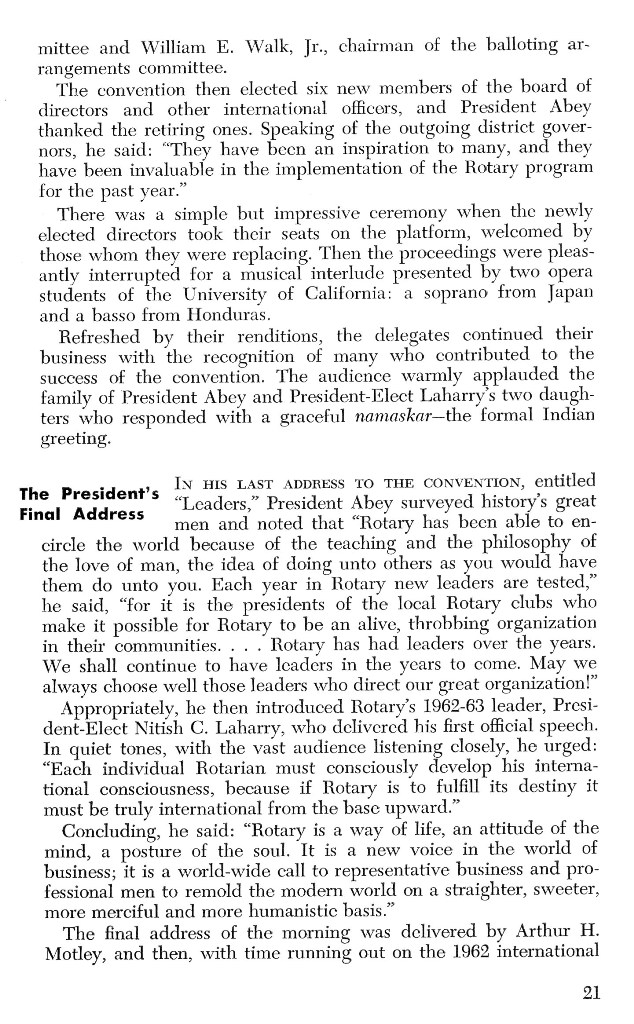 mittee and William E. Walk, Jr., chairman of the balloting ar-
rangements committee.
The convention then elected six new members of the board of
directors and other international officers, and President Abey
thanked the retiring ones. Speaking of the outgoing district gover-
nors, he said: "They have been an inspiration to many, and they
have been invaluable in the implementation of the Rotary program
for the past year."
There was a simple but impressive ceremony when the newly
elected directors took their seats on the platform, welcomed by
those whom they were replacing. Then the proceedings were pleas-
antly interrupted for a musical interlude presented by two opera
students of the University of California: a soprano from Japan
and a basso from Honduras.
Refreshed by their renditions, the delegates continued their
business with the recognition of many who contributed to the
success of the convention. The audience warmly applauded the
family of President Abey and President-Elect Laharry's two daugh-
ters who responded with a graceful namaskar—the formal Indian
greeting.
The President's
Final Address
IN HIS LAST ADDRESS TO THE CONVENTION, entitled
"Leaders," President Abey surveyed history's great
men and noted that "Rotary has been able to en-
circle the world because of the teaching and the philosophy of
the love of man, the idea of doing unto others as you would have
them do unto you. Each year in Rotary new leaders are tested,"
he said, "for it is the presidents of the local Rotary clubs who
make it possible for Rotary to be an alive, throbbing organization
in their communities. . . . Rotary has had leaders over the years.
We shall continue to have leaders in the years to come. May we
always choose well those leaders who direct our great organization!"
Appropriately, he then introduced Rotary's 1962-63 leader, Presi-
dent-Elect Nitish C. Laharry, who delivered his first official speech.
In quiet tones, with the vast audience listening closely, he urged:
"Each individual Rotarian must consciously develop his interna-
tional consciousness, because if Rotary is to fulfill its destiny it
must be truly international from the base upward."
Concluding, he said: "Rotary is a way of life, an attitude of the
mind, a posture of the soul. It is a new voice in the world of
business; it is a world-wide call to representative business and pro-
fessional men to remold the modern world on a straighter, sweeter,
more merciful and more humanistic basis."
The final address of the morning was delivered by Arthur H.
Motley, and then, with time running out on the 1962 international
21